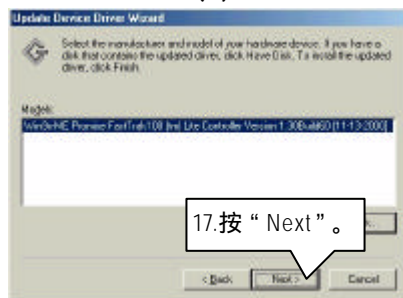 Update Device Driver Wizard
Select the manufacturer and model of your hardware device. If you have a
disk that contains the updated driver, click Have Disk. To install the updated
driver, click Finish.
Models:
Win9x/ME Promise FastTrak100 (tm) Lite Controller Version 1.30Build60 [11-13-2000]
17.按“Next”。
k...
< Back
Next >
Cancel